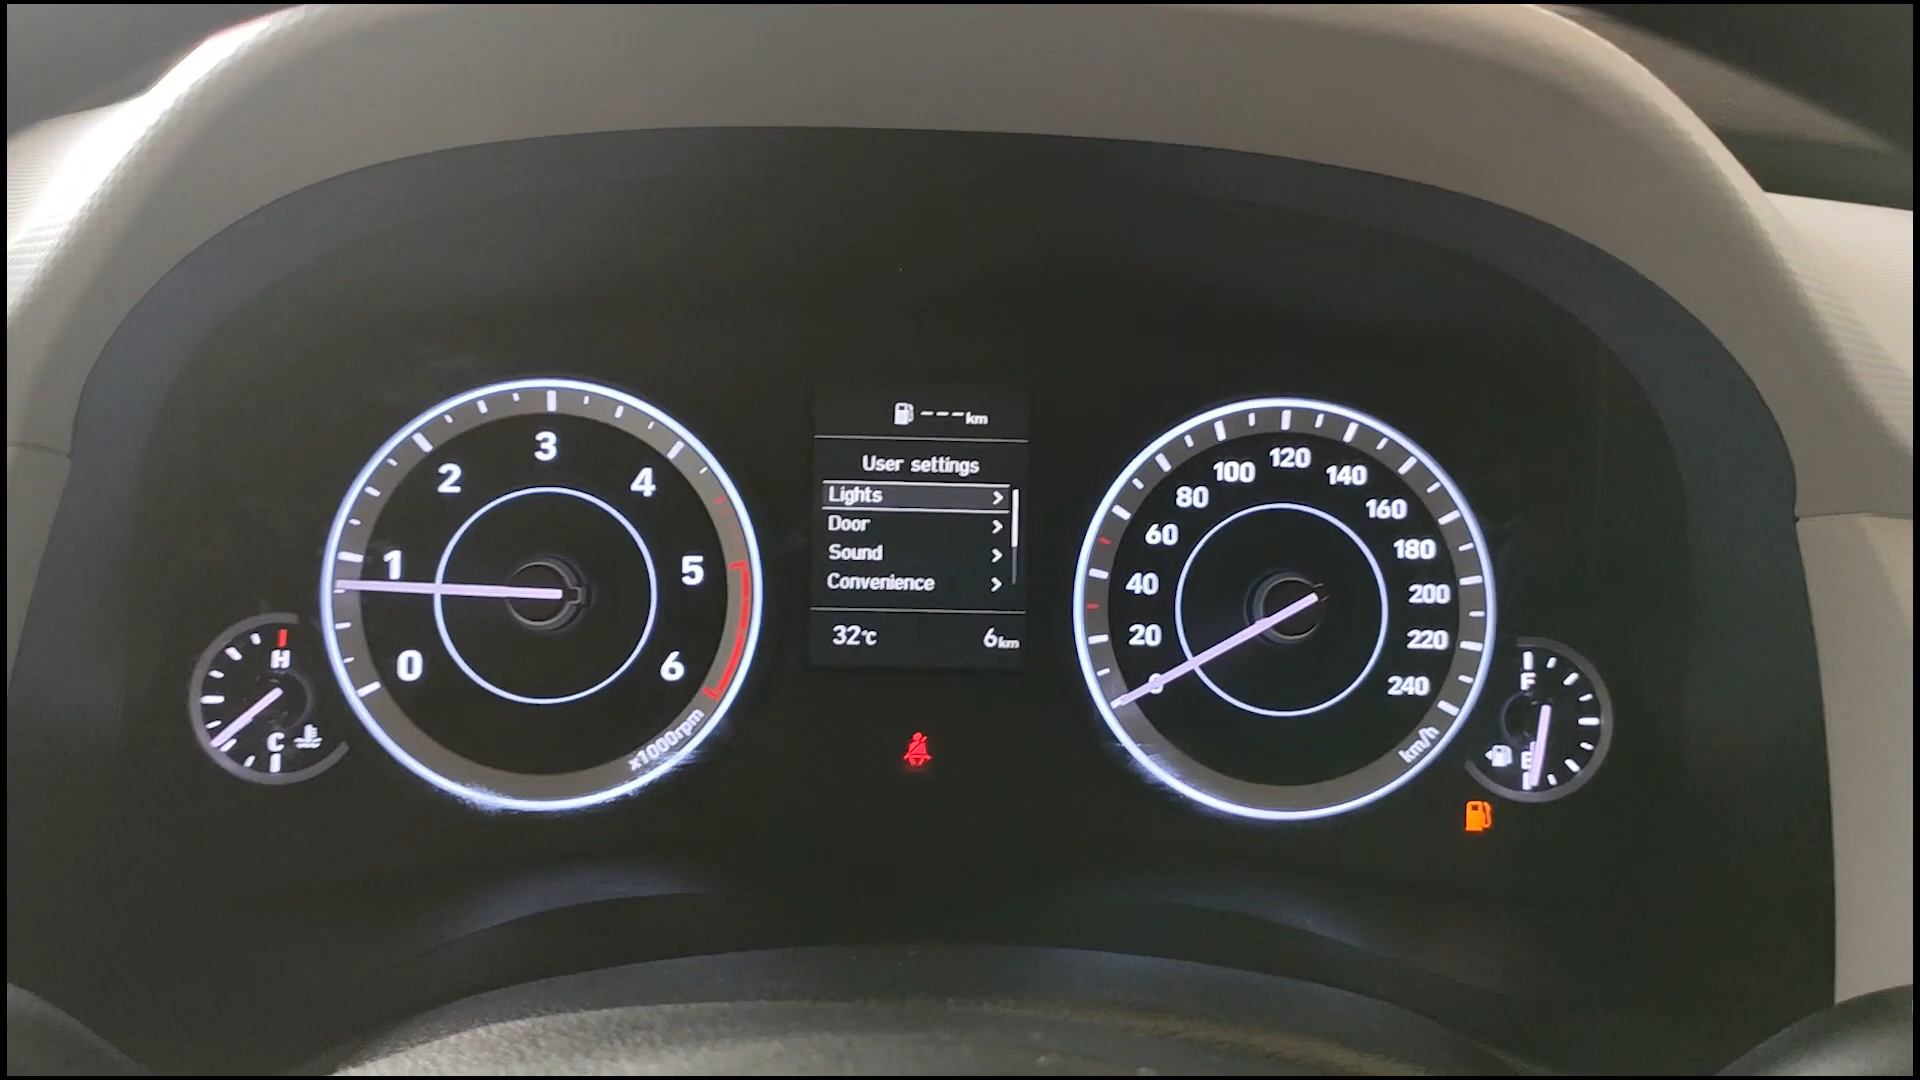 ---km
User settings
Lights
Door
Sound
Convenience
32°C 6km
0
1
2
3
4
5
6
x1000rpm
H
C
0
20
40
60
80
100
120
140
160
180
200
220
240
km/h
F
E